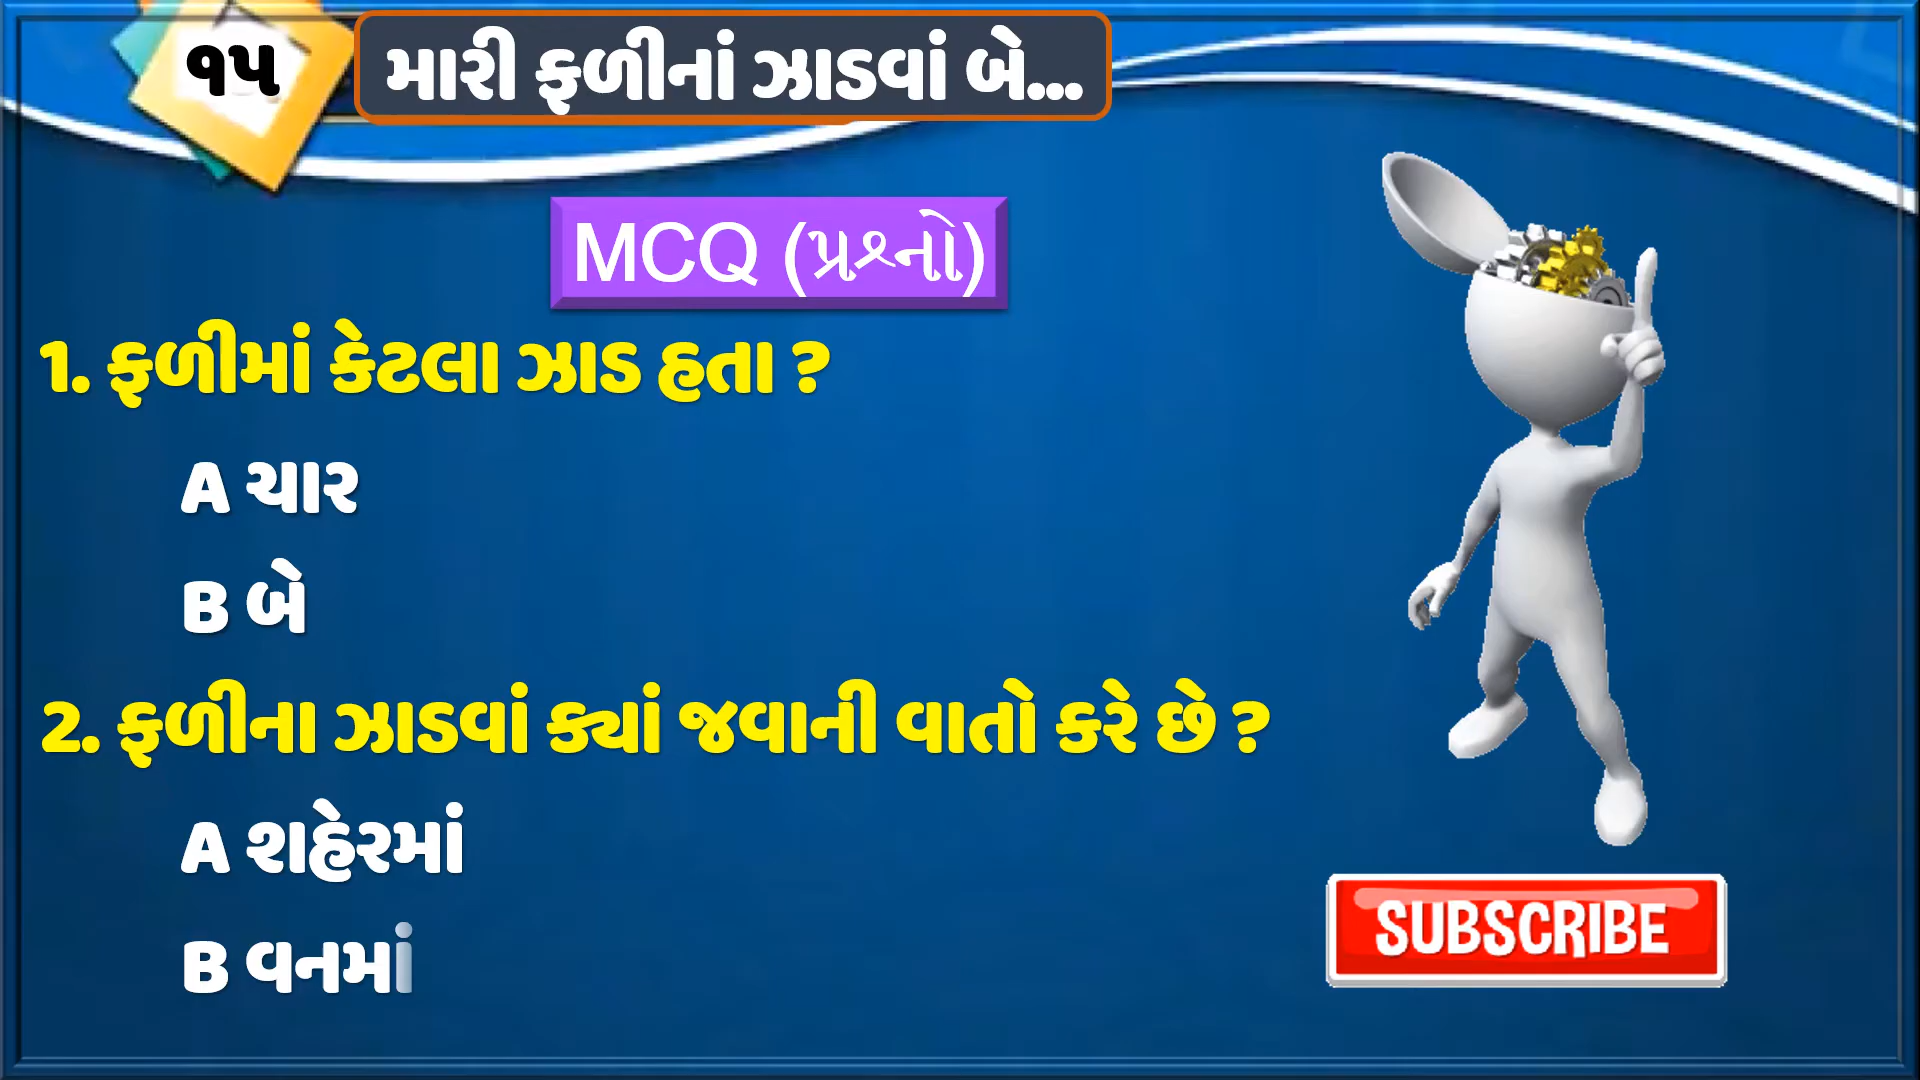 ૧૫
મારી ફળીનાં ઝાડવાં બે...
MCQ (પ્રશ્નો)
1. ફળીમાં કેટલા ઝાડ હતા ?
A ચાર
B બે
2. ફળીના ઝાડવાં ક્યાં જવાની વાતો કરે છે ?
A શહેરમાં
B વનમાં
SUBSCRIBE